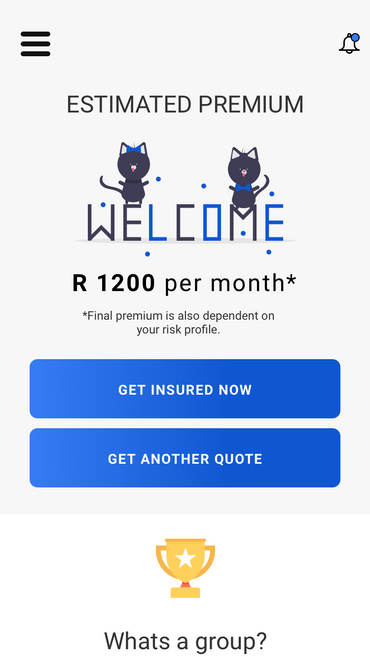 ESTIMATED PREMIUM
WELCOME
R 1200 per month*
*Final premium is also dependent on
your risk profile.
GET INSURED NOW
GET ANOTHER QUOTE
Whats a group?